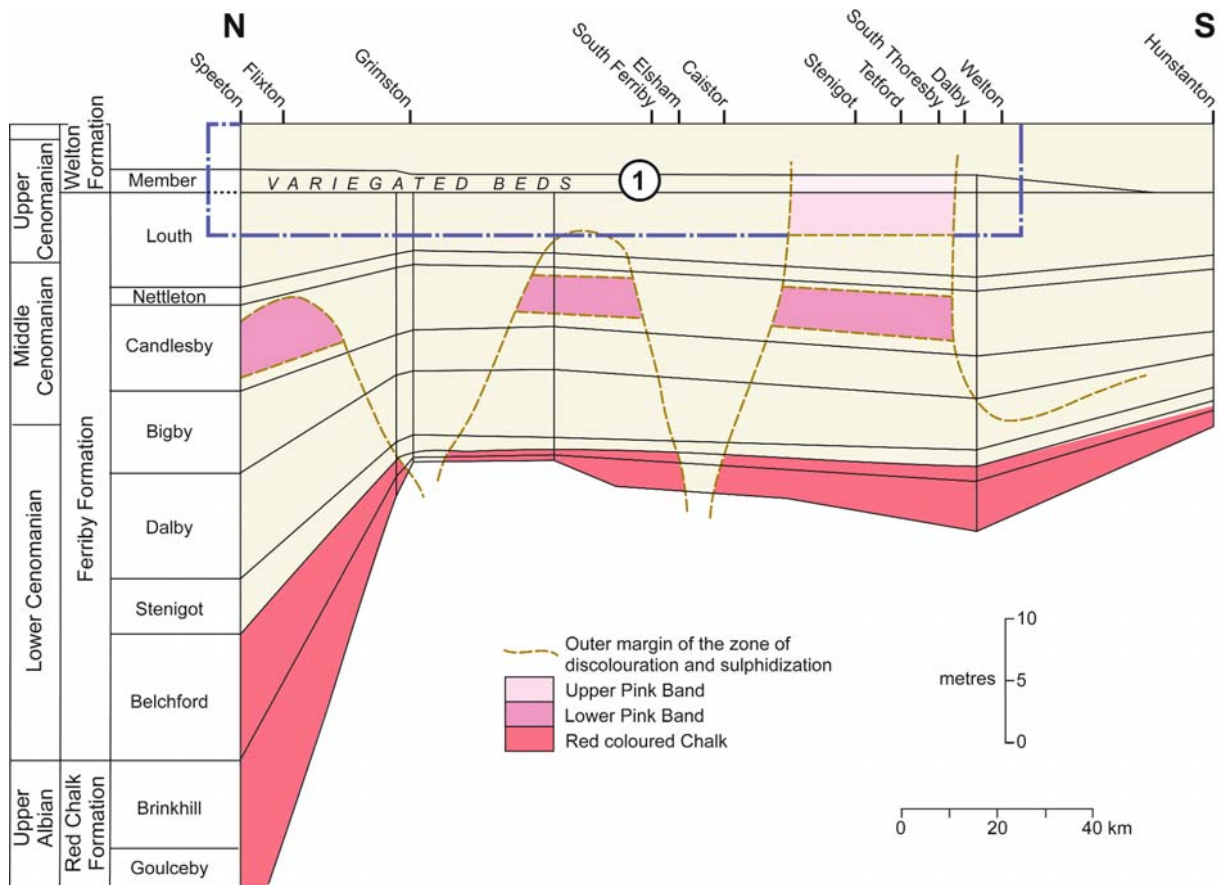 N
S
Speeton
Flixton
Grimston
South Ferriby
Elsham
Caistor
Stenigot
Tetford
South Thoresby
Dalby
Welton
Hunstanton
Upper
Cenomanian
Middle
Cenomanian
Lower Cenomanian
Upper
Albian
Welton
Formation
Ferriby Formation
Red Chalk
Formation
Member
Louth
Nettleton
Candlesby
Bigby
Dalby
Stenigot
Belchford
Brinkhill
Goulceby
VARIEGATED BEDS
1
Outer margin of the zone of
discolouration and sulphidization
Upper Pink Band
Lower Pink Band
Red coloured Chalk
10
metres
5
0
0
20
40 km